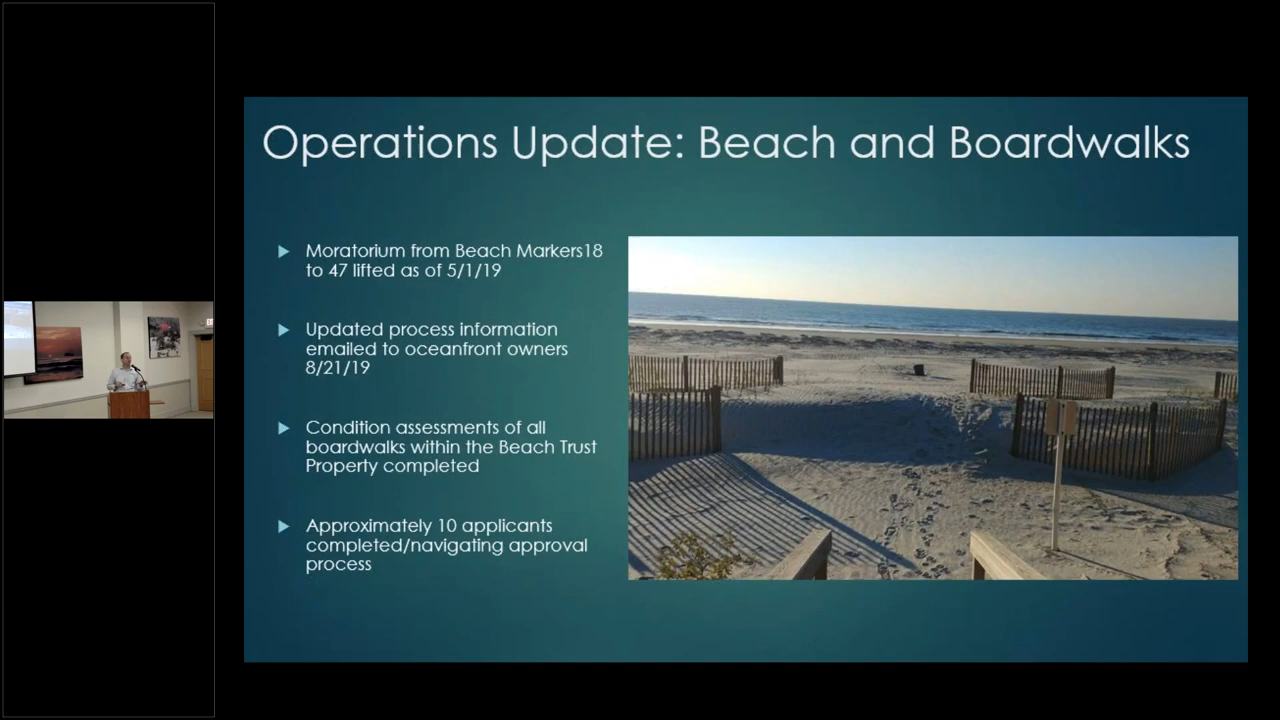 Operations Update: Beach and Boardwalks
Moratorium from Beach Markers18
to 47 lifted as of 5/1/19
Updated process information
emailed to oceanfront owners
8/21/19
Condition assessments of all
boardwalks within the Beach Trust
Property completed
Approximately 10 applicants
completed/navigating approval
process